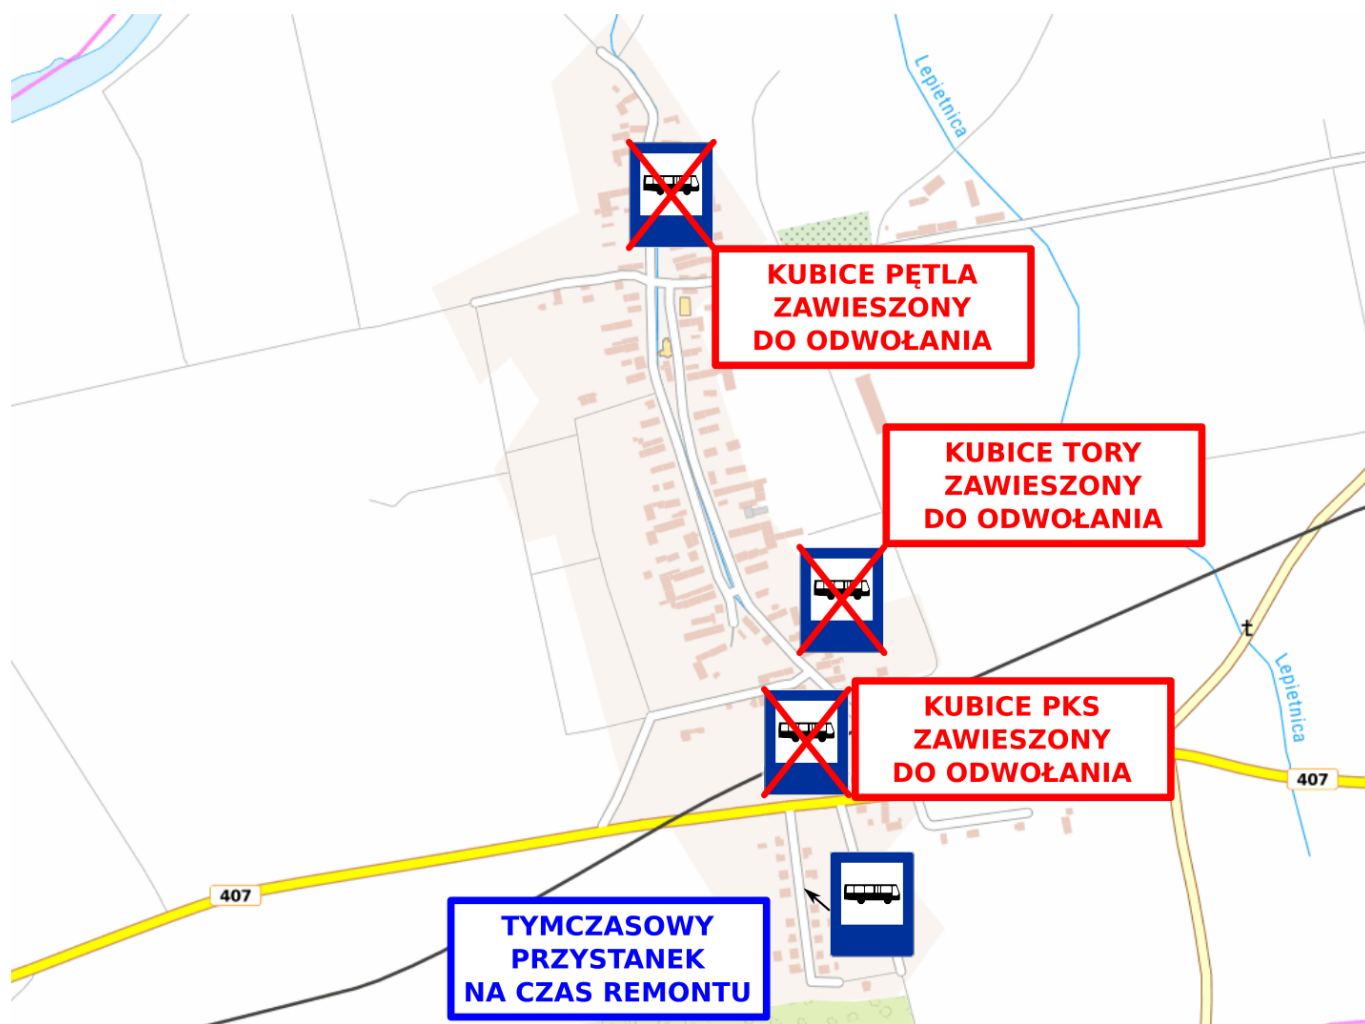 Lepietnica
KUBICE PĘTLA
ZAWIESZONY
DO ODWOŁANIA
KUBICE TORY
ZAWIESZONY
DO ODWOŁANIA
Lepietnica
KUBICE PKS
ZAWIESZONY
DO ODWOŁANIA
407
407
TYMCZASOWY
PRZYSTANEK
NA CZAS REMONTU